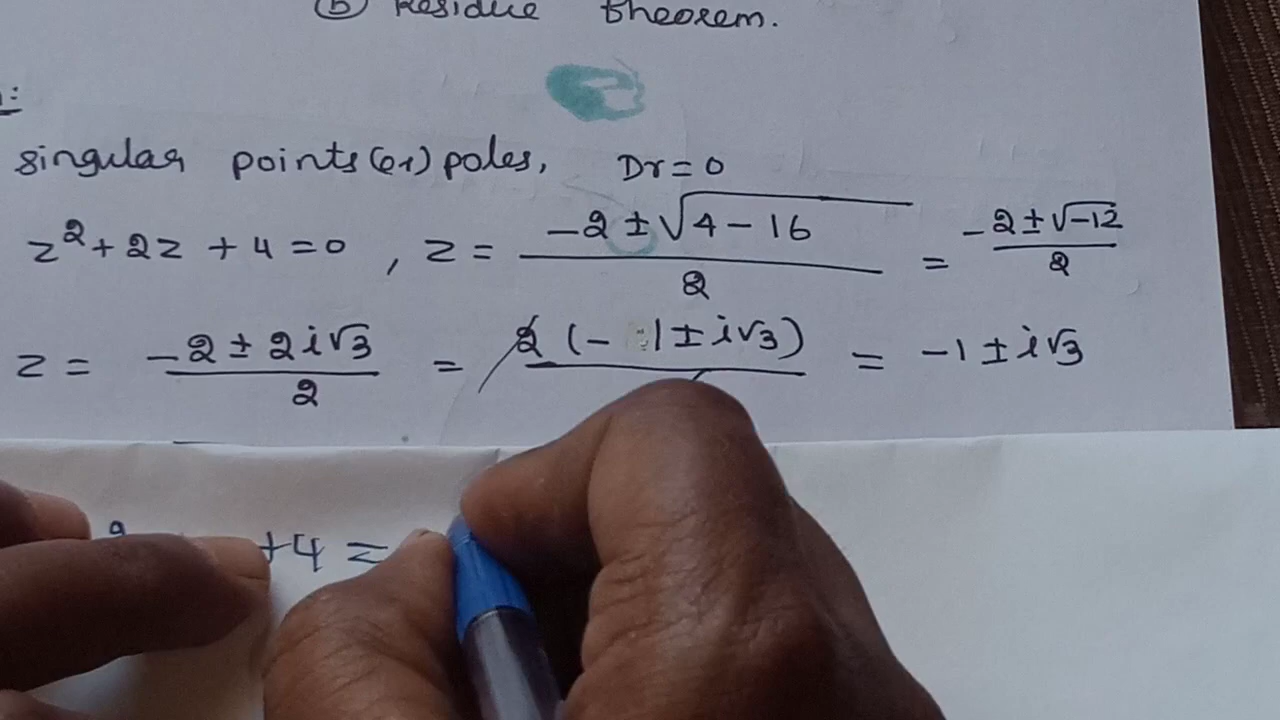 (b) Residue theorem.
n:
singular points (or) poles, Dr = 0
z² + 2z + 4 = 0 , z = (-2 ± √(4 - 16))/2 = (-2 ± √-12)/2
z = (-2 ± 2i√3)/2 = 2(-1 ± i√3) = -1 ± i√3
2 +4 =